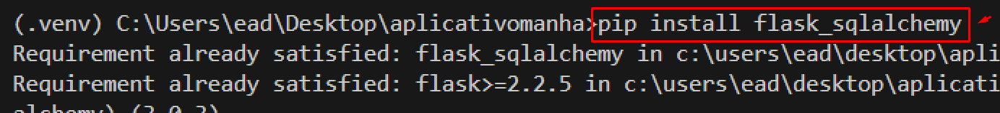 (.venv) C:\Users\ead\Desktop\aplicativomanha>pip install flask_sqlalchemy
Requirement already satisfied: flask_sqlalchemy in c:\users\ead\desktop\apli
Requirement already satisfied: flask>=2.2.5 in c:\users\ead\desktop\aplicati